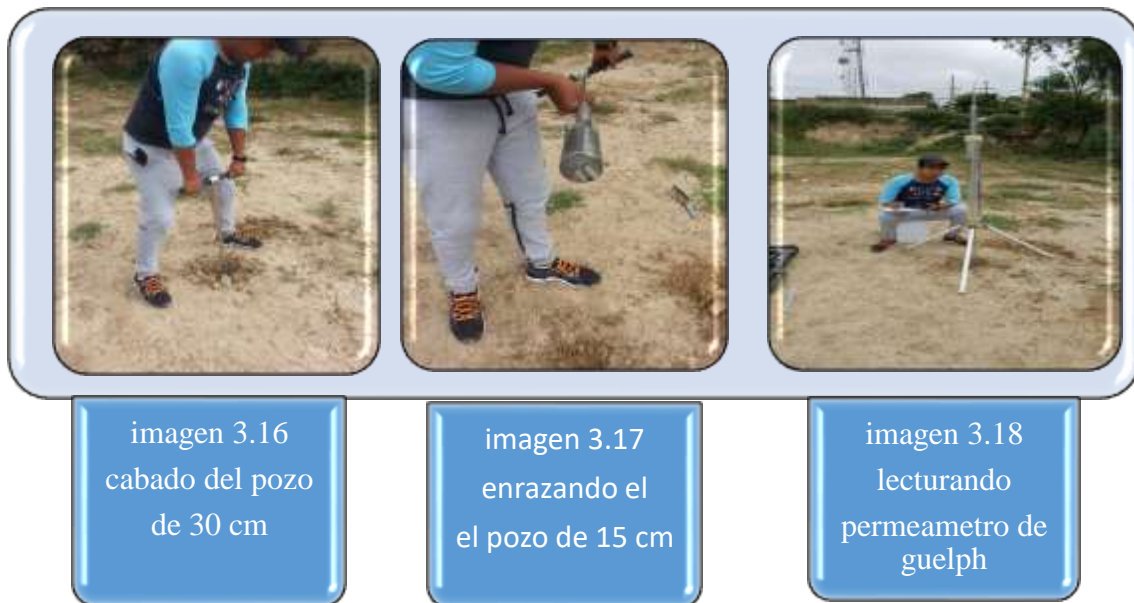 imagen 3.16
cabado del pozo
de 30 cm
imagen 3.17
enrazando el
el pozo de 15 cm
imagen 3.18
lecturando
permeametro de
guelph